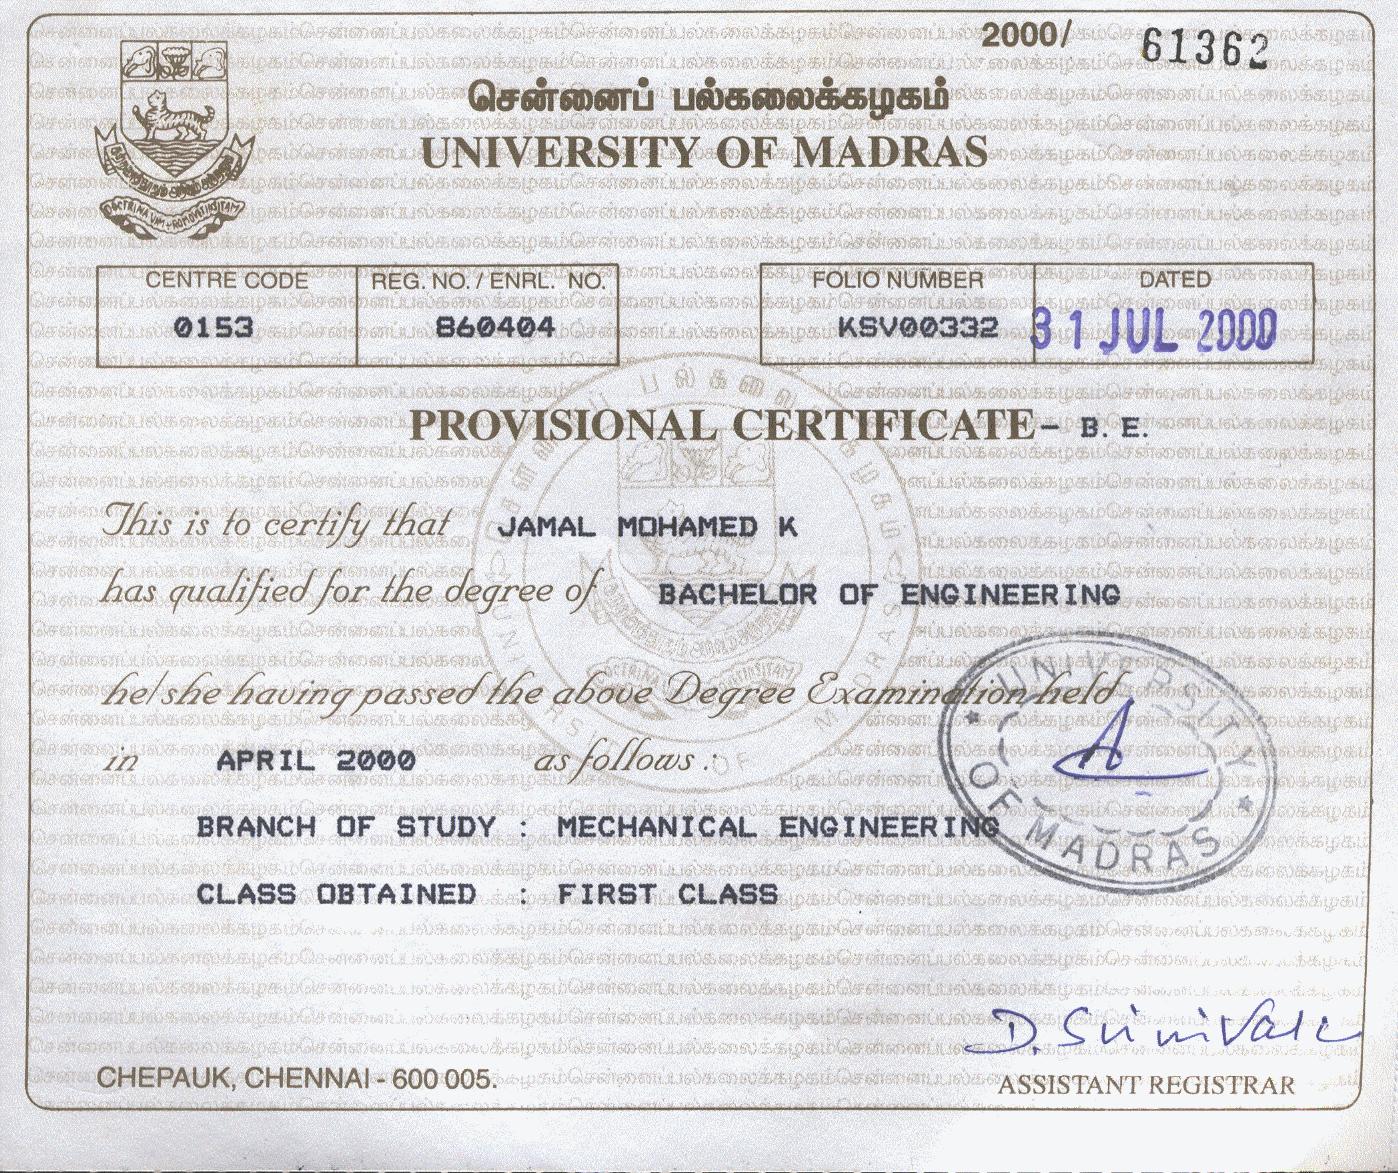 2000/ 61362
சென்னைப் பல்கலைக்கழகம்
UNIVERSITY OF MADRAS
CENTRE CODE REG. NO. / ENRL. NO. FOLIO NUMBER DATED
0153 860404 KSV00332 31 JUL 2000
PROVISIONAL CERTIFICATE - B. E.
This is to certify that JAMAL MOHAMED K
has qualified for the degree of BACHELOR OF ENGINEERING
he/she having passed the above Degree Examination held
in APRIL 2000 as follows :
BRANCH OF STUDY : MECHANICAL ENGINEERING
CLASS OBTAINED : FIRST CLASS
UNIVERSITY OF MADRAS
CHEPAUK, CHENNAI - 600 005.
ASSISTANT REGISTRAR